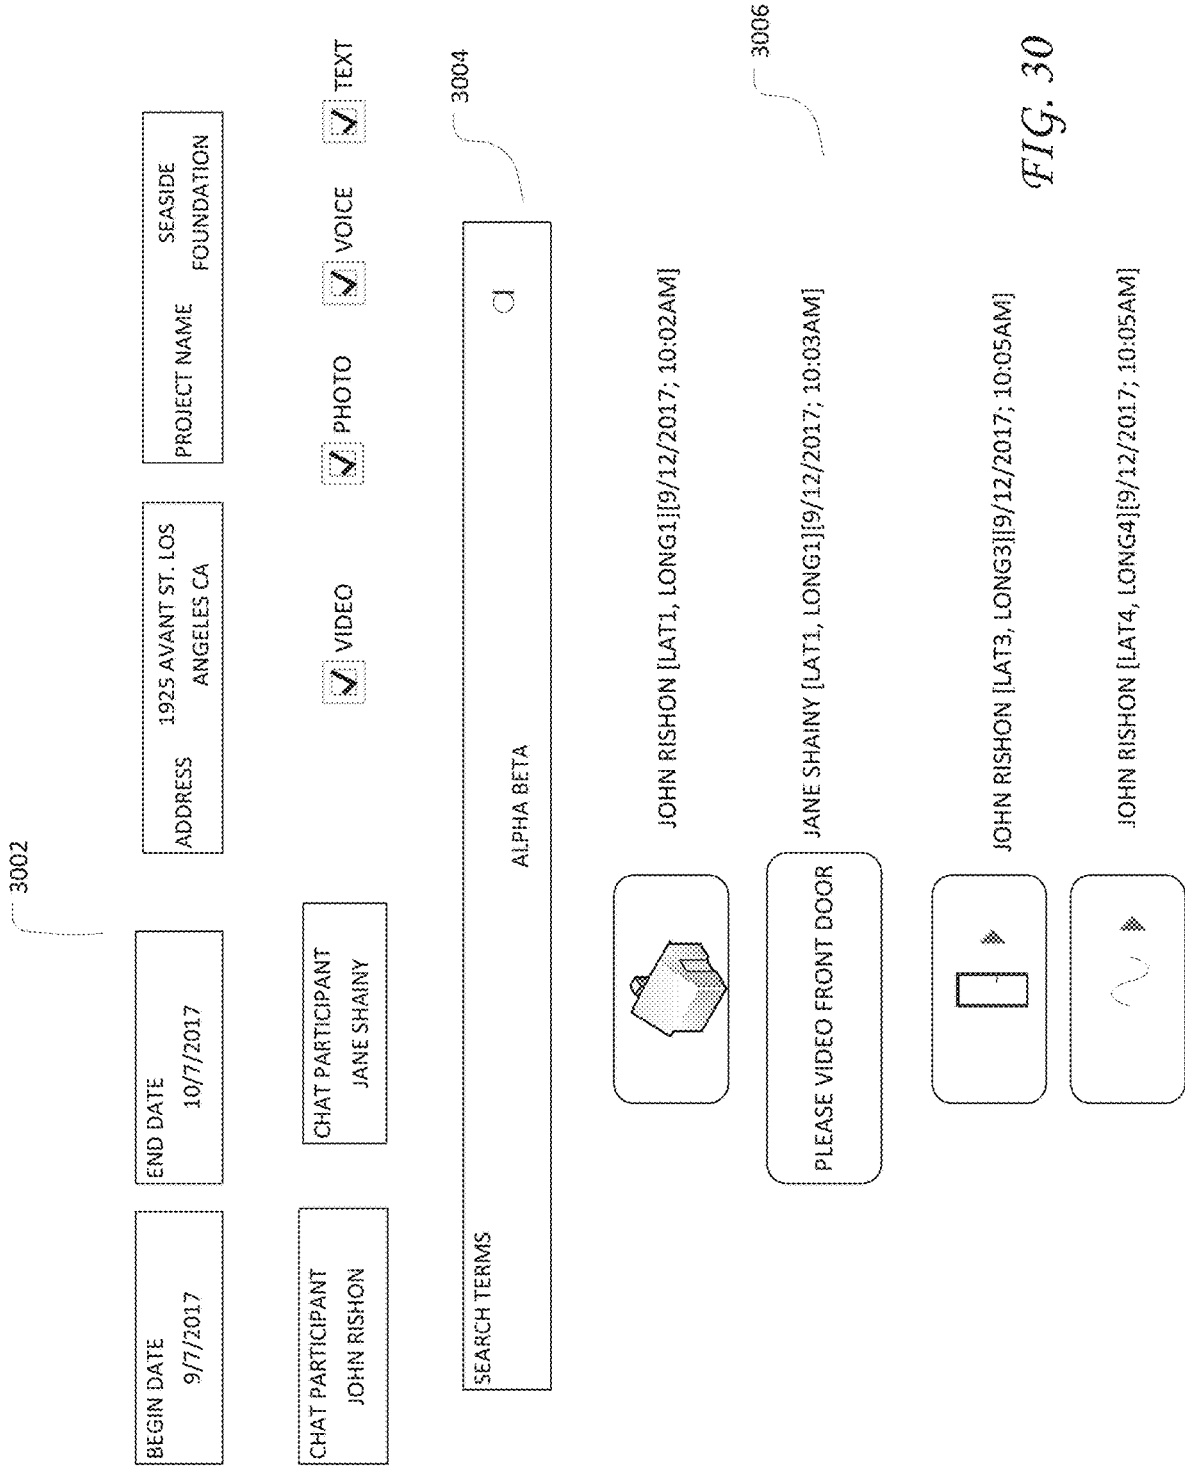 3002
BEGIN DATE
9/7/2017
END DATE
10/7/2017
ADDRESS 1925 AVANT ST. LOS
ANGELES CA
PROJECT NAME SEASIDE
FOUNDATION
CHAT PARTICIPANT
JOHN RISHON
CHAT PARTICIPANT
JANE SHAINY
VIDEO
PHOTO
VOICE
TEXT
3004
SEARCH TERMS
ALPHA BETA
JOHN RISHON [LAT1, LONG1][9/12/2017; 10:02AM]
3006
PLEASE VIDEO FRONT DOOR
JANE SHAINY [LAT1, LONG1][9/12/2017; 10:03AM]
JOHN RISHON [LAT3, LONG3][9/12/2017; 10:05AM]
JOHN RISHON [LAT4, LONG4][9/12/2017; 10:05AM]
FIG. 30